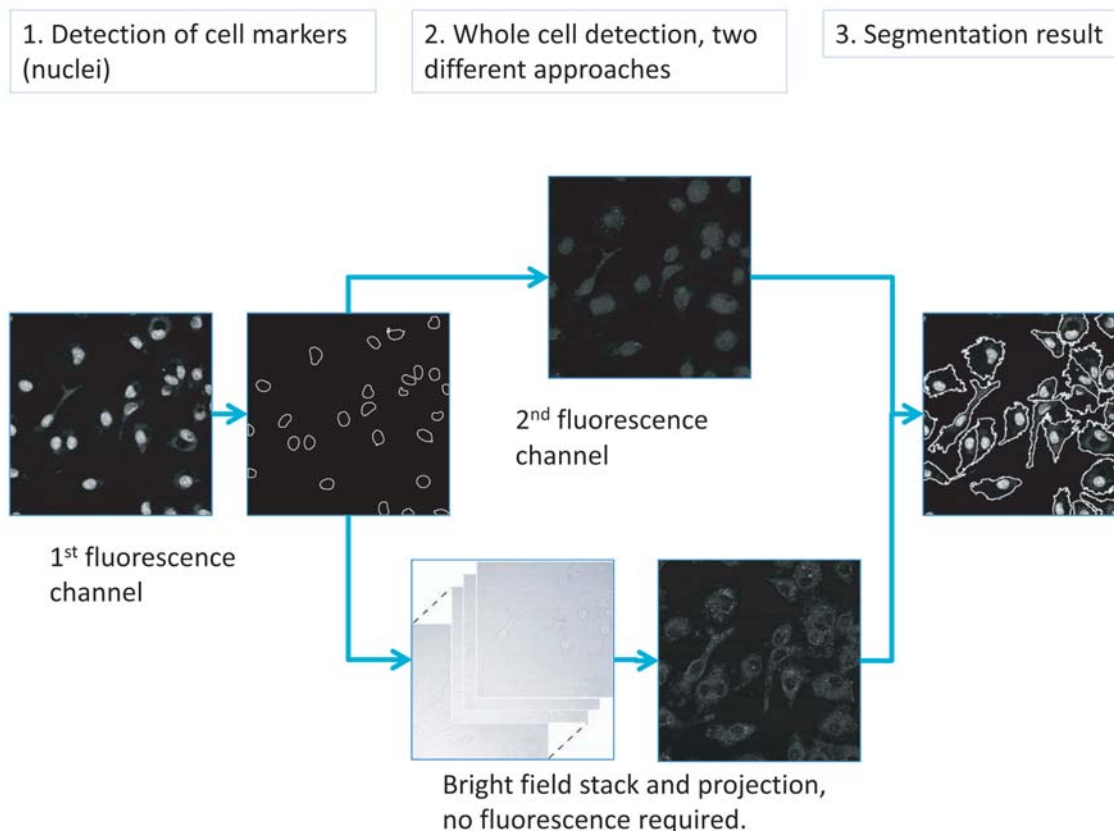 1. Detection of cell markers
(nuclei)
2. Whole cell detection, two
different approaches
3. Segmentation result
2nd fluorescence
channel
1st fluorescence
channel
Bright field stack and projection,
no fluorescence required.